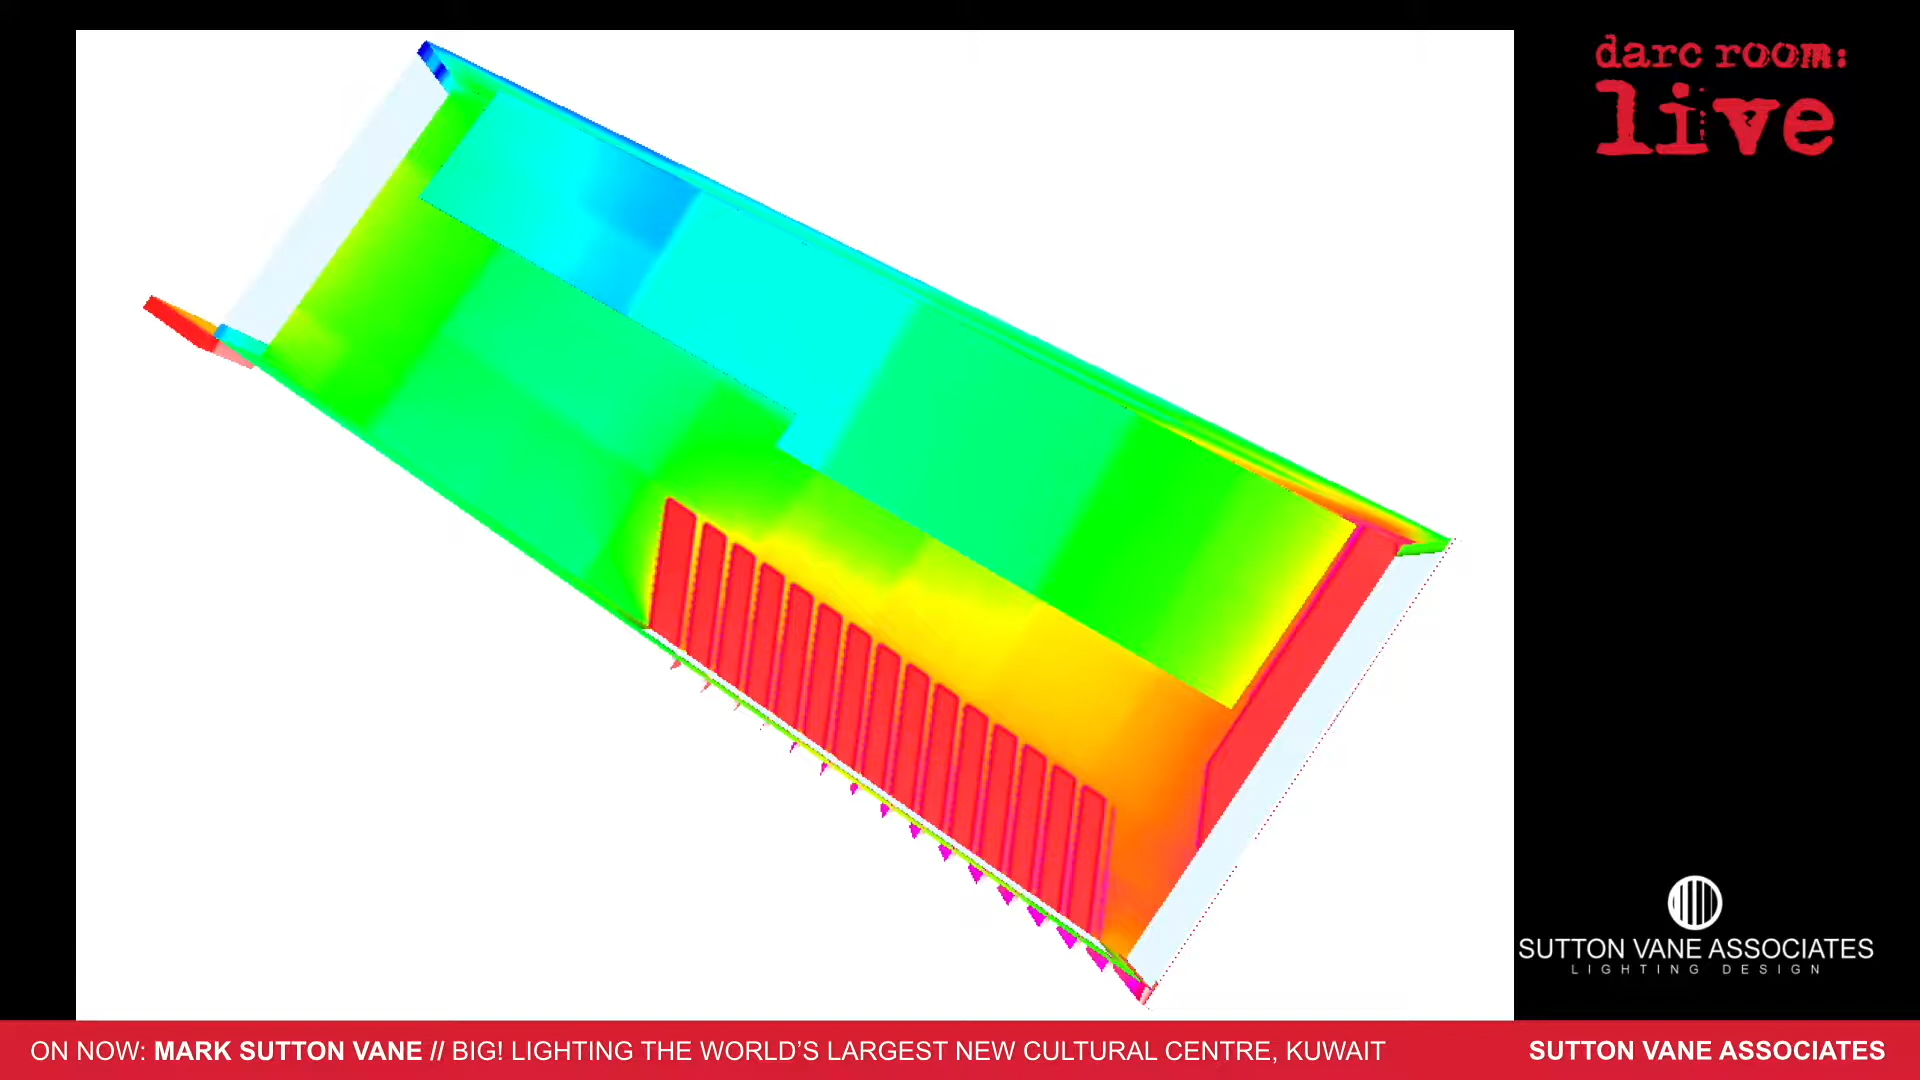 darc room:
live
SUTTON VANE ASSOCIATES
LIGHTING DESIGN
ON NOW: MARK SUTTON VANE // BIG! LIGHTING THE WORLD’S LARGEST NEW CULTURAL CENTRE, KUWAIT
SUTTON VANE ASSOCIATES